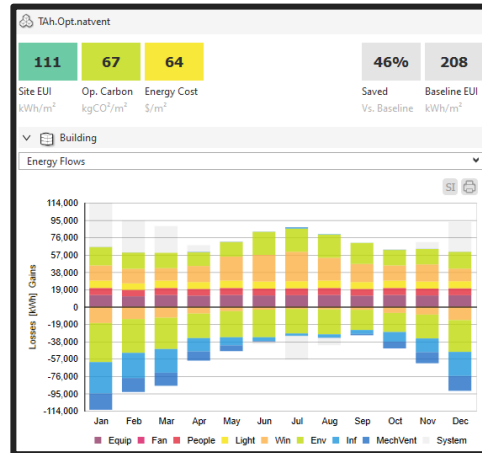 TAh.Opt.natvent
111 67 64 46% 208
Site EUI Op. Carbon Energy Cost Saved Baseline EUI
kWh/m² kgCO²/m² $/m² Vs. Baseline kWh/m²
Building
Energy Flows
SI
114,000
95,000
76,000
57,000
38,000
19,000
0
-19,000
-38,000
-57,000
-76,000
-95,000
-114,000
Losses [kWh] Gains
Jan Feb Mar Apr May Jun Jul Aug Sep Oct Nov Dec
Equip Fan People Light Win Env Inf MechVent System